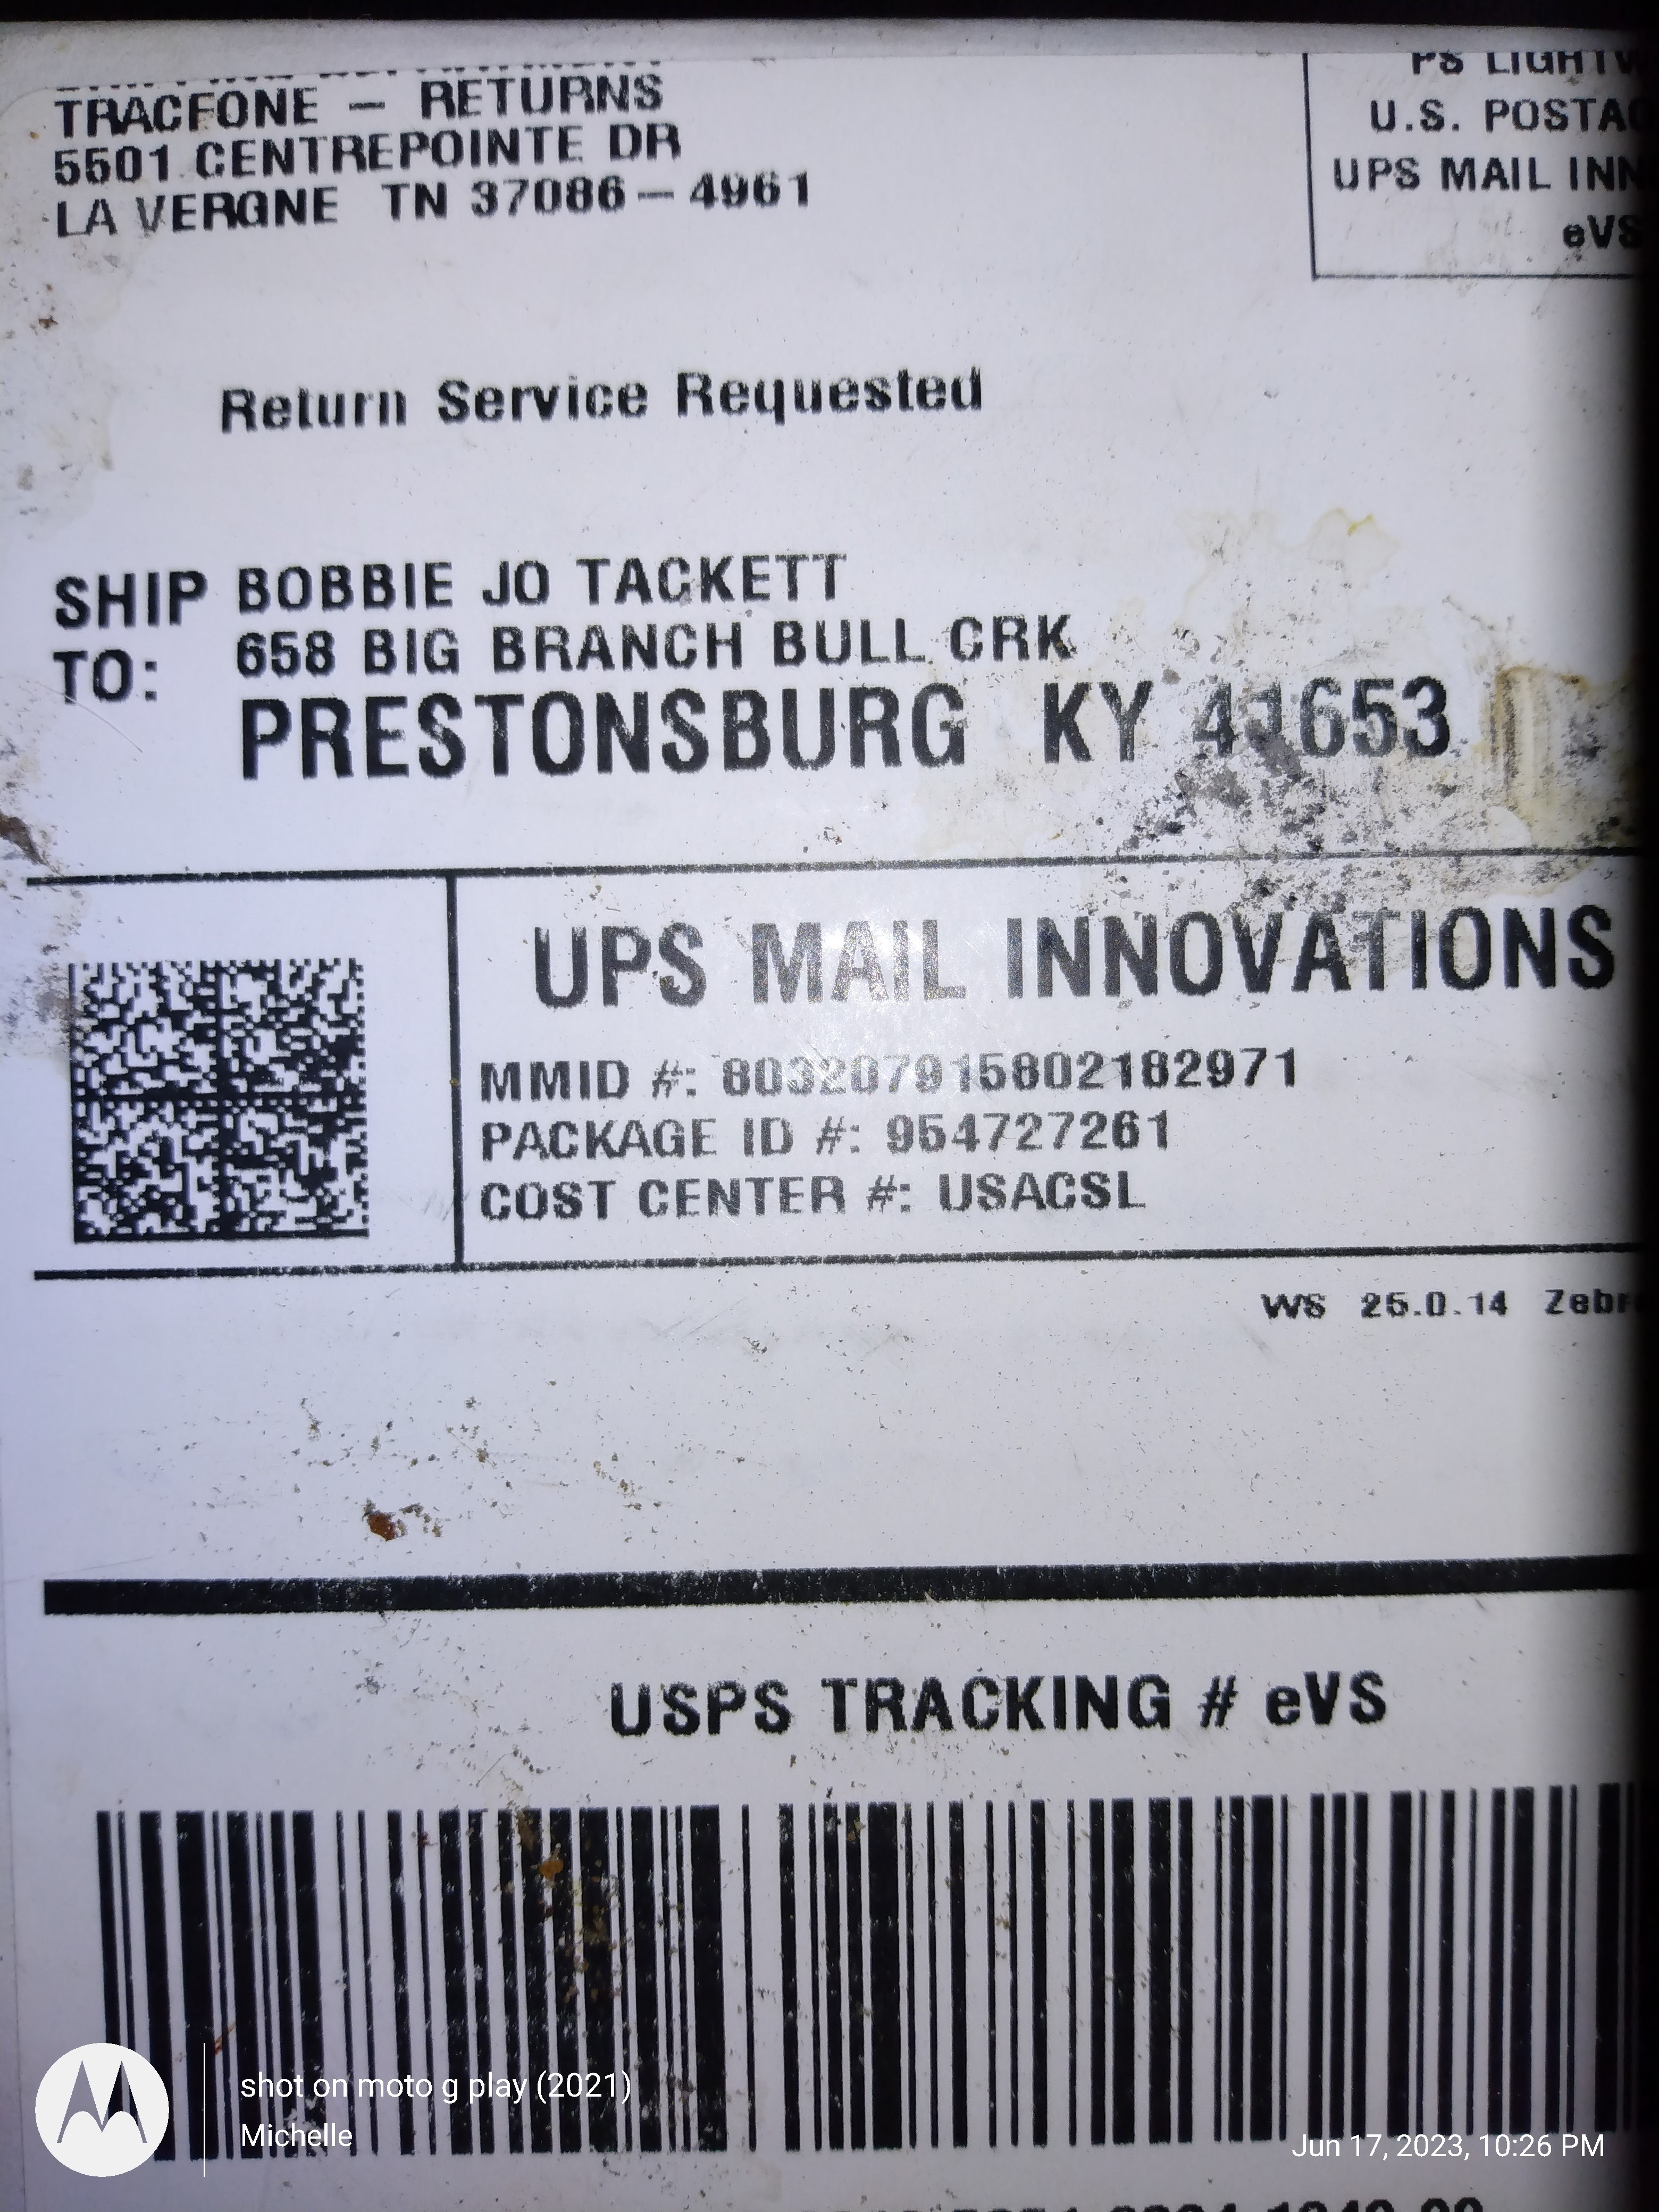 TRACFONE - RETURNS
5501 CENTREPOINTE DR
LA VERGNE TN 37086-4961
PS LIGHTW
U.S. POSTAG
UPS MAIL INN
eVS
Return Service Requested
SHIP TO:
BOBBIE JO TACKETT
658 BIG BRANCH BULL CRK
PRESTONSBURG KY 41653
UPS MAIL INNOVATIONS
MMID #: 803207915802182971
PACKAGE ID #: 954727261
COST CENTER #: USACSL
WS 25.0.14 Zebr
USPS TRACKING # eVS
shot on moto g play (2021)
Michelle
Jun 17, 2023, 10:26 PM